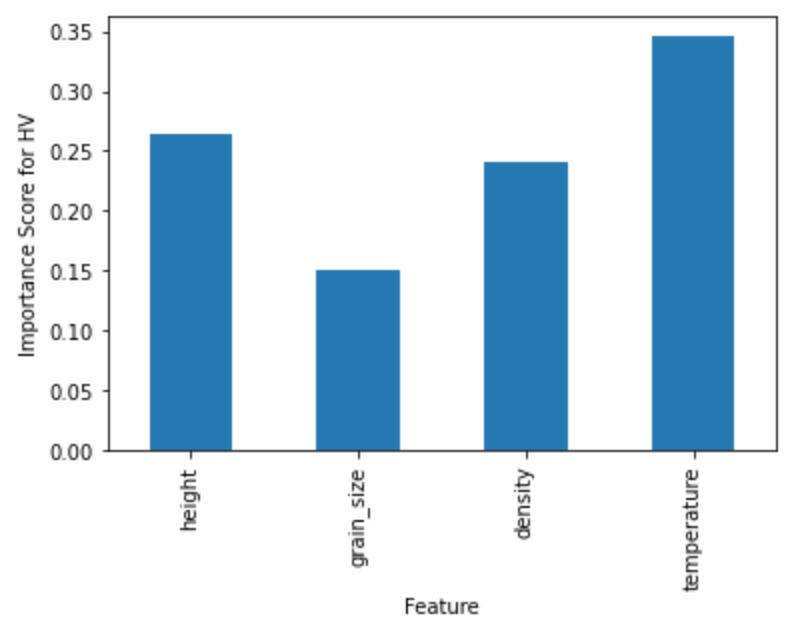 Importance Score for HV
0.35
0.30
0.25
0.20
0.15
0.10
0.05
0.00
height
grain_size
density
temperature
Feature